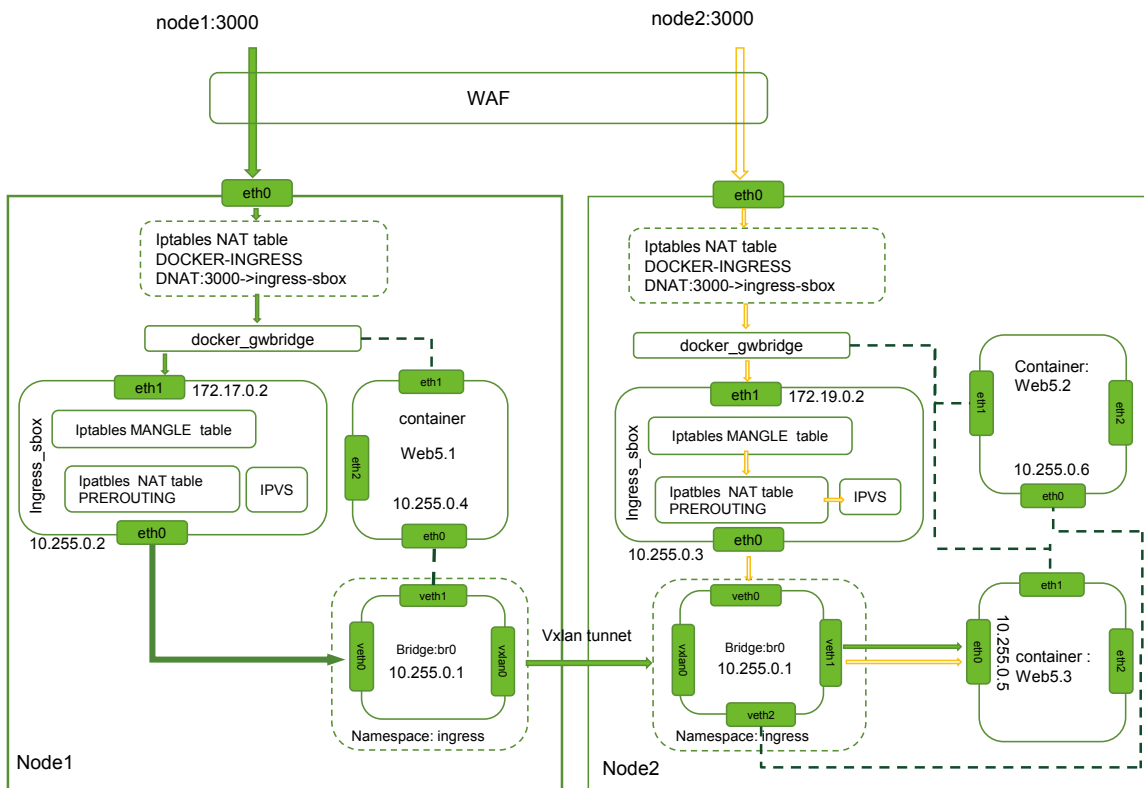 node1:3000
node2:3000
WAF
eth0
Iptables NAT table
DOCKER-INGRESS
DNAT:3000->ingress-sbox
docker_gwbridge
eth1
172.17.0.2
Ingress_sbox
Iptables MANGLE table
Ipatbles NAT table
PREROUTING
IPVS
eth0
10.255.0.2
eth1
container
Web5.1
eth2
10.255.0.4
eth0
veth1
veth0
Bridge:br0
10.255.0.1
vxlan0
Namespace: ingress
Node1
Vxlan tunnet
eth0
Iptables NAT table
DOCKER-INGRESS
DNAT:3000->ingress-sbox
docker_gwbridge
eth1
172.19.0.2
Ingress_sbox
Iptables MANGLE table
Ipatbles NAT table
PREROUTING
IPVS
eth0
10.255.0.3
veth0
vxlan0
Bridge:br0
10.255.0.1
veth1
veth2
Namespace: ingress
Node2
Container:
Web5.2
eth1
eth2
10.255.0.6
eth0
eth1
eth0
10.255.0.5
container :
Web5.3
eth2